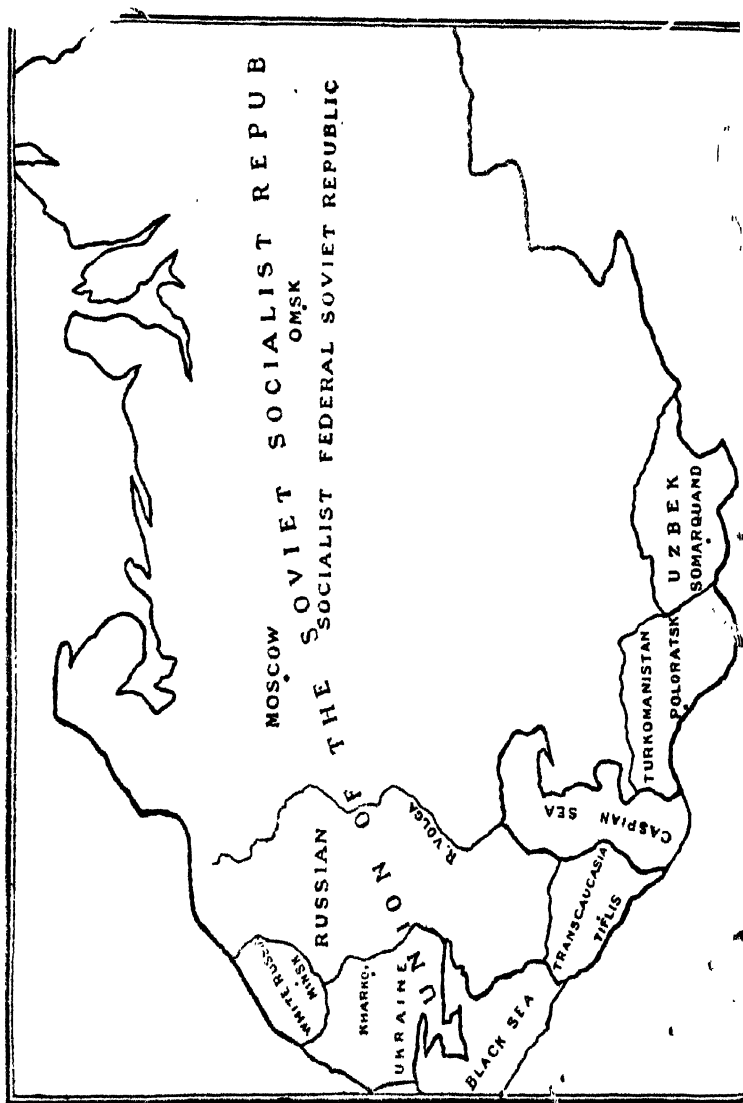 UNION OF THE SOVIET SOCIALIST REPUB
RUSSIAN SOCIALIST FEDERAL SOVIET REPUBLIC
MOSCOW
OMSK
WHITE RUSS
MINSK
KHARKO
UKRAINE
R. VOLGA
BLACK SEA
TRANSCAUCASIA
TIFLIS
CASPIAN SEA
TURKOMANISTAN
POLORATSK
UZBEK
SOMARQUAND